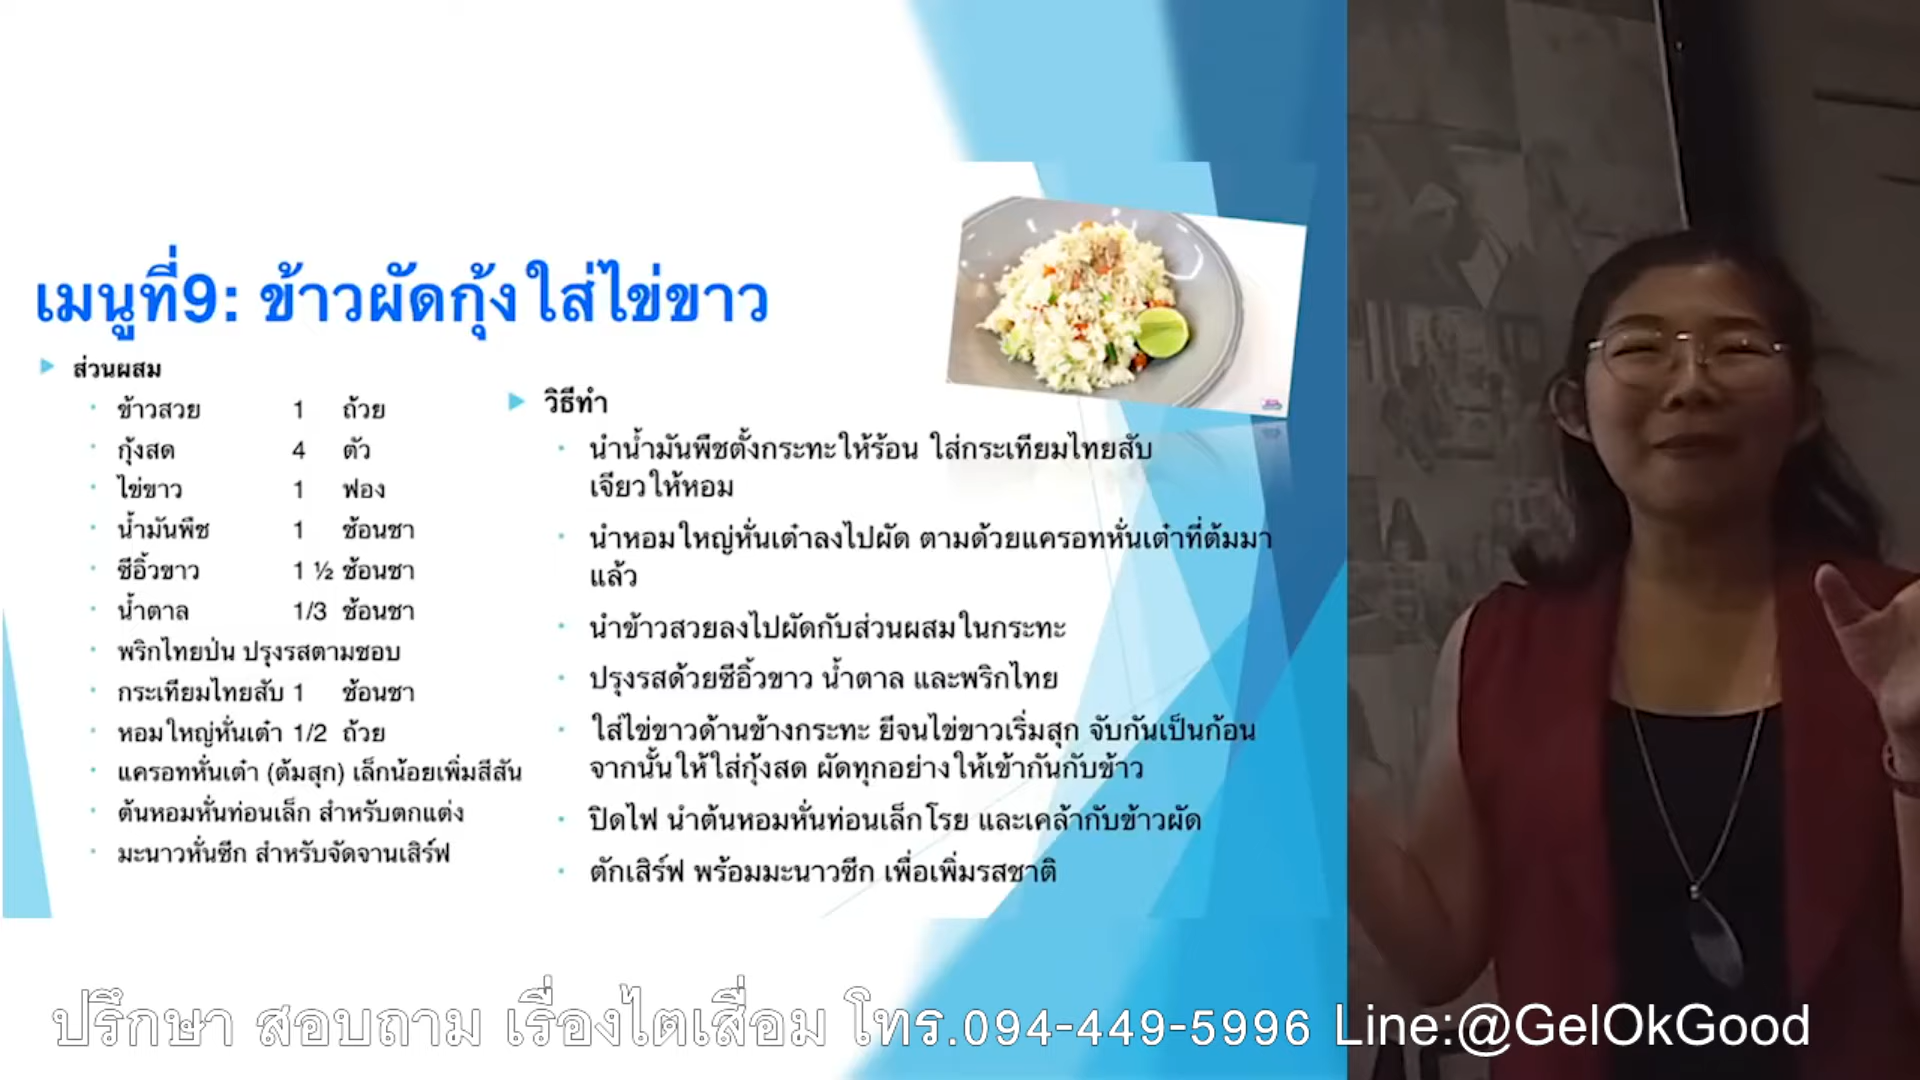 เมนูที่9: ข้าวผัดกุ้งใส่ไข่ขาว
ส่วนผสม
ข้าวสวย 1 ถ้วย
กุ้งสด 4 ตัว
ไข่ขาว 1 ฟอง
น้ำมันพืช 1 ช้อนชา
ซีอิ้วขาว 1 ½ ช้อนชา
น้ำตาล 1/3 ช้อนชา
พริกไทยป่น ปรุงรสตามชอบ
กระเทียมไทยสับ 1 ช้อนชา
หอมใหญ่หั่นเต๋า 1/2 ถ้วย
แครอทหั่นเต๋า (ต้มสุก) เล็กน้อยเพิ่มสีสัน
ต้นหอมหั่นท่อนเล็ก สำหรับตกแต่ง
มะนาวหั่นซีก สำหรับจัดจานเสิร์ฟ
วิธีทำ
นำน้ำมันพืชตั้งกระทะให้ร้อน ใส่กระเทียมไทยสับ
เจียวให้หอม
นำหอมใหญ่หั่นเต๋าลงไปผัด ตามด้วยแครอทหั่นเต๋าที่ต้มมา
แล้ว
นำข้าวสวยลงไปผัดกับส่วนผสมในกระทะ
ปรุงรสด้วยซีอิ้วขาว น้ำตาล และพริกไทย
ใส่ไข่ขาวด้านข้างกระทะ ยีจนไข่ขาวเริ่มสุก จับกันเป็นก้อน
จากนั้นให้ใส่กุ้งสด ผัดทุกอย่างให้เข้ากันกับข้าว
ปิดไฟ นำต้นหอมหั่นท่อนเล็กโรย และเคล้ากับข้าวผัด
ตักเสิร์ฟ พร้อมมะนาวซีก เพื่อเพิ่มรสชาติ
ปรึกษา สอบถาม เรื่องไตเสื่อม โทร.094-449-5996 Line:@GelOkGood